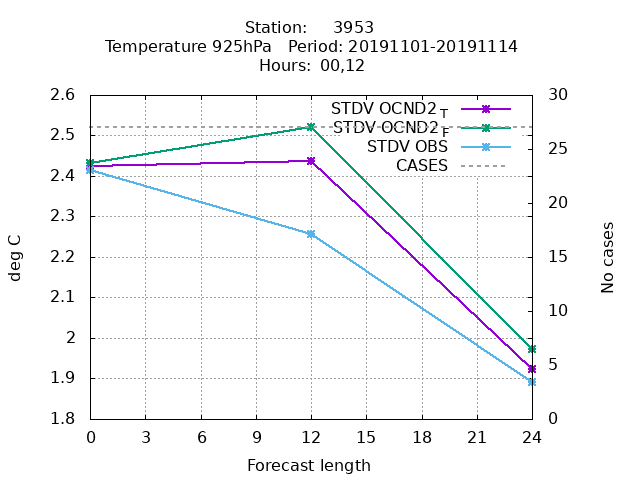 Station:     3953
Temperature 925hPa   Period: 20191101-20191114
Hours:  00,12
2.6
2.5
2.4
2.3
2.2
2.1
2
1.9
1.8
deg C
STDV OCND2 T
STDV OCND2 F
STDV OBS
CASES
30
25
20
15
10
5
0
No cases
0 3 6 9 12 15 18 21 24
Forecast length